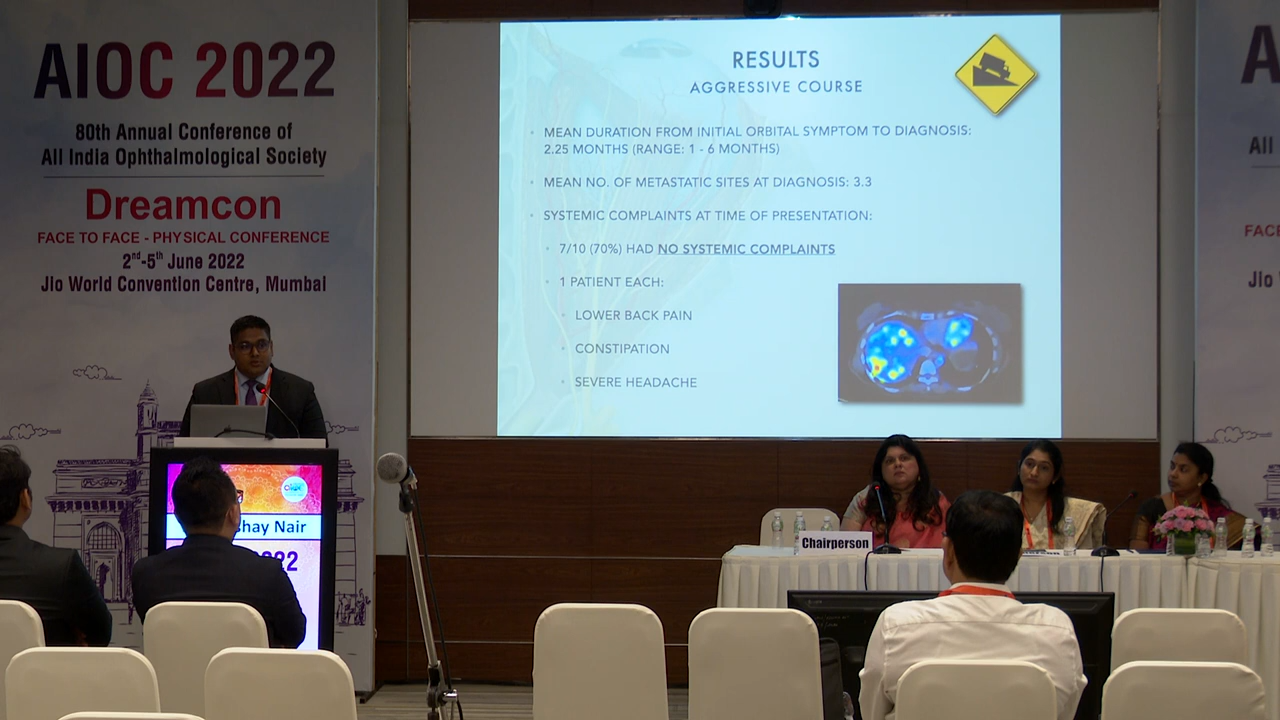 AIOC 2022
80th Annual Conference of
All India Ophthalmological Society
Dreamcon
FACE TO FACE - PHYSICAL CONFERENCE
2nd-5th June 2022
Jio World Convention Centre, Mumbai
RESULTS
AGGRESSIVE COURSE
• MEAN DURATION FROM INITIAL ORBITAL SYMPTOM TO DIAGNOSIS:
2.25 MONTHS (RANGE: 1 - 6 MONTHS)
• MEAN NO. OF METASTATIC SITES AT DIAGNOSIS: 3.3
• SYSTEMIC COMPLAINTS AT TIME OF PRESENTATION:
• 7/10 (70%) HAD NO SYSTEMIC COMPLAINTS
• 1 PATIENT EACH:
• LOWER BACK PAIN
• CONSTIPATION
• SEVERE HEADACHE
hay Nair
22
Chairperson
A
All
FACE
Jio